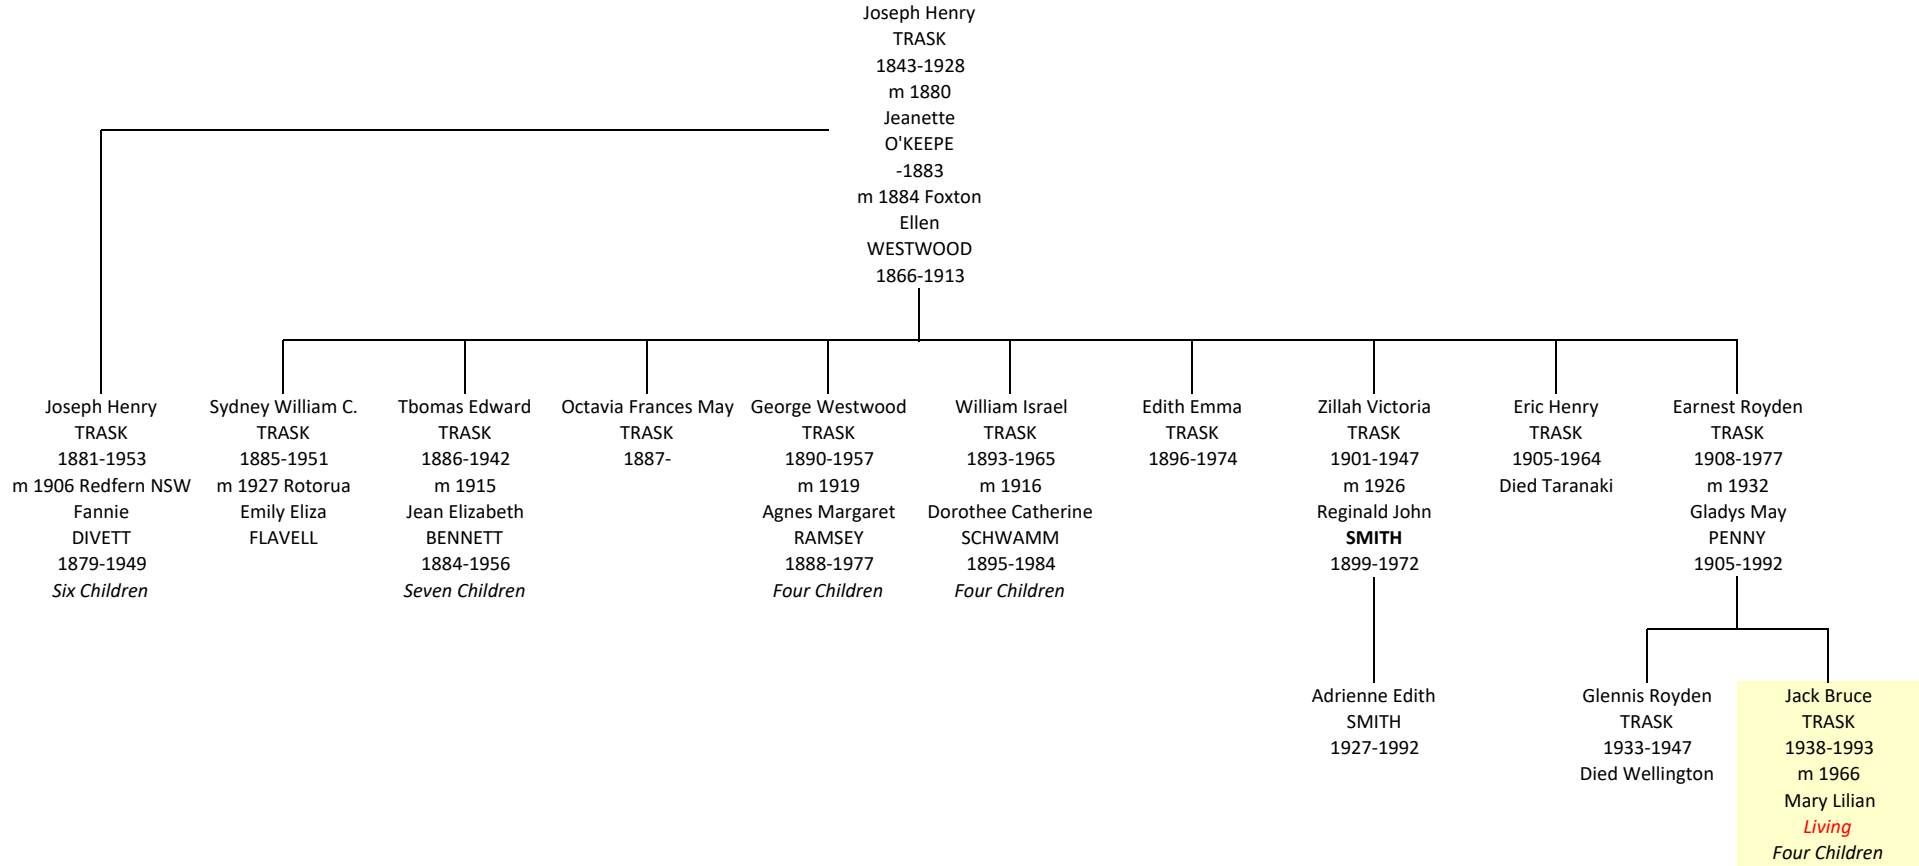 Joseph Henry
TRASK
1843-1928
m 1880
Jeanette
O'KEEPE
-1883
m 1884 Foxton
Ellen
WESTWOOD
1866-1913
Joseph Henry
TRASK
1881-1953
m 1906 Redfern NSW
Fannie
DIVETT
1879-1949
Six Children
Sydney William C.
TRASK
1885-1951
m 1927 Rotorua
Emily Eliza
FLAVELL
Tbomas Edward
TRASK
1886-1942
m 1915
Jean Elizabeth
BENNETT
1884-1956
Seven Children
Octavia Frances May
TRASK
1887-
George Westwood
TRASK
1890-1957
m 1919
Agnes Margaret
RAMSEY
1888-1977
Four Children
William Israel
TRASK
1893-1965
m 1916
Dorothee Catherine
SCHWAMM
1895-1984
Four Children
Edith Emma
TRASK
1896-1974
Zillah Victoria
TRASK
1901-1947
m 1926
Reginald John
SMITH
1899-1972
Eric Henry
TRASK
1905-1964
Died Taranaki
Earnest Royden
TRASK
1908-1977
m 1932
Gladys May
PENNY
1905-1992
Adrienne Edith
SMITH
1927-1992
Glennis Royden
TRASK
1933-1947
Died Wellington
Jack Bruce
TRASK
1938-1993
m 1966
Mary Lilian
Living
Four Children